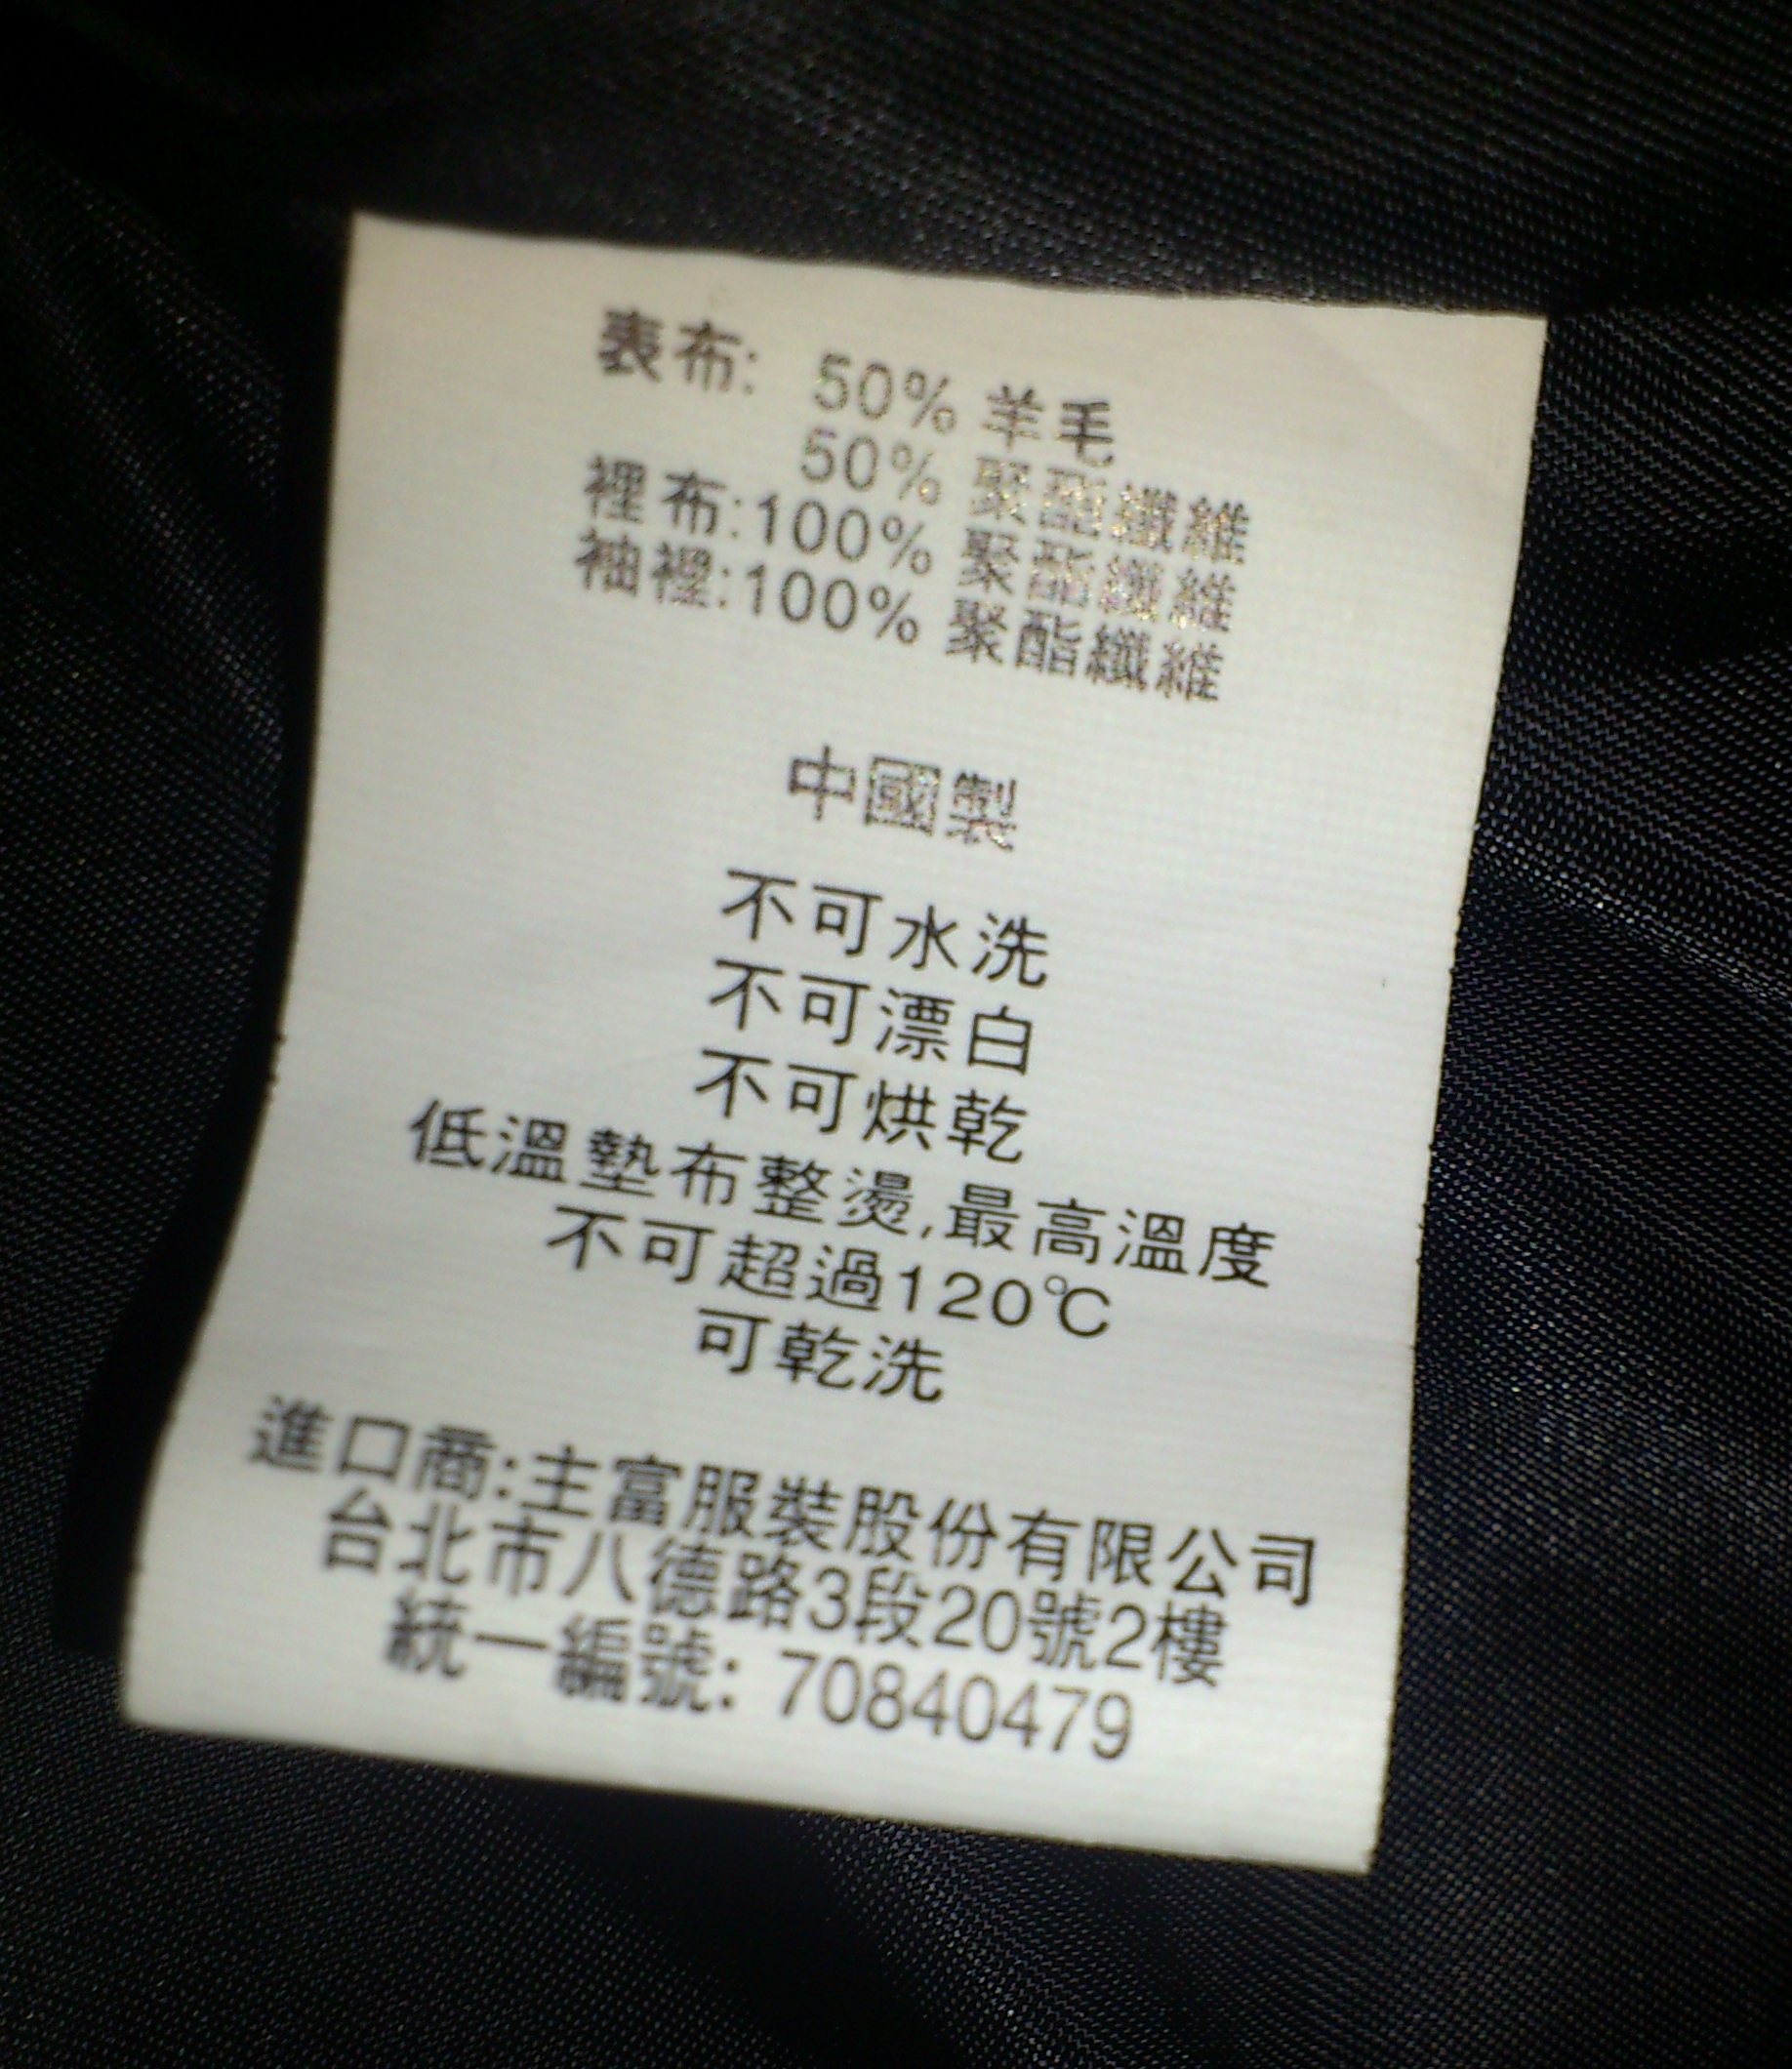 表布: 50% 羊毛
50% 聚酯纖維
裡布:100% 聚酯纖維
袖裡:100% 聚酯纖維
中國製
不可水洗
不可漂白
不可烘乾
低溫墊布整燙,最高溫度
不可超過120℃
可乾洗
進口商:主富服裝股份有限公司
台北市八德路3段20號2樓
統一編號: 70840479